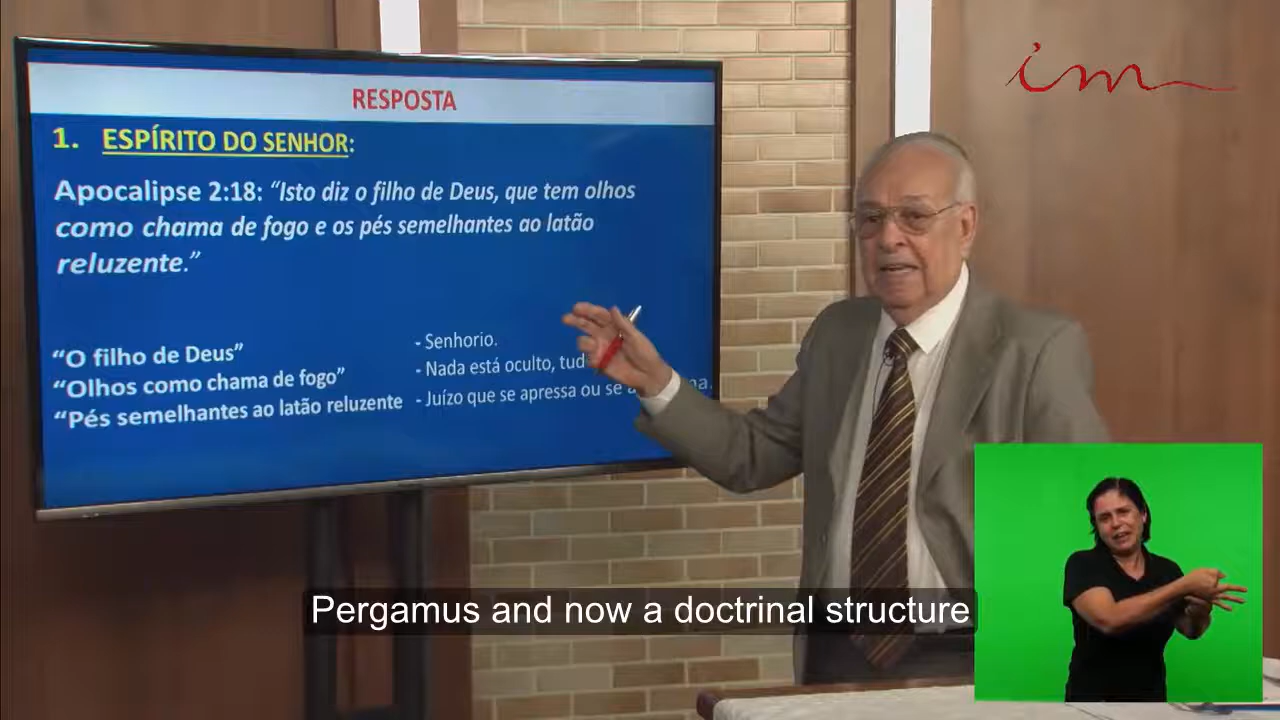 im
RESPOSTA
1. ESPÍRITO DO SENHOR:
Apocalipse 2:18: “Isto diz o filho de Deus, que tem olhos
como chama de fogo e os pés semelhantes ao latão
reluzente.”
“O filho de Deus” - Senhorio.
“Olhos como chama de fogo” - Nada está oculto, tud
“Pés semelhantes ao latão reluzente - Juízo que se apressa ou se a
Pergamus and now a doctrinal structure